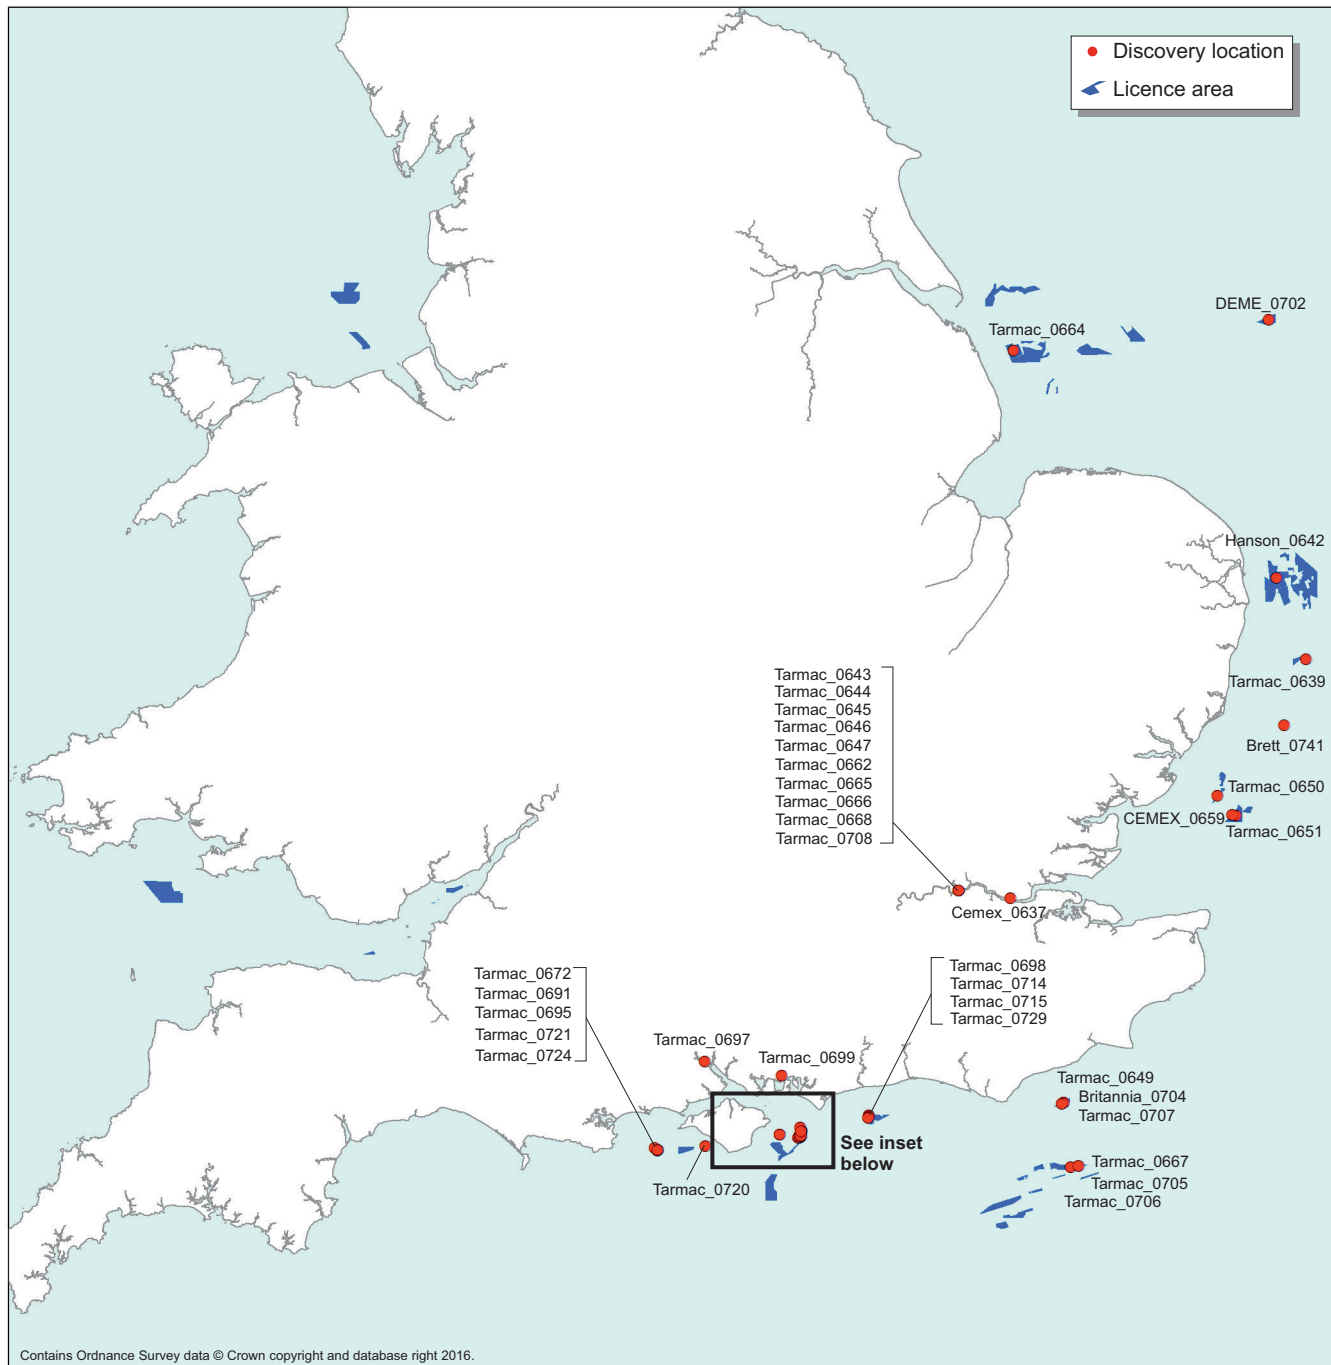 Discovery location
Licence area
DEME_0702
Tarmac_0664
Hanson_0642
Tarmac_0639
Brett_0741
Tarmac_0650
CEMEX_0659
Tarmac_0651
Tarmac_0643
Tarmac_0644
Tarmac_0645
Tarmac_0646
Tarmac_0647
Tarmac_0662
Tarmac_0665
Tarmac_0666
Tarmac_0668
Tarmac_0708
Cemex_0637
Tarmac_0672
Tarmac_0691
Tarmac_0695
Tarmac_0721
Tarmac_0724
Tarmac_0698
Tarmac_0714
Tarmac_0715
Tarmac_0729
Tarmac_0697
Tarmac_0699
Tarmac_0649
Britannia_0704
Tarmac_0707
See inset
below
Tarmac_0667
Tarmac_0705
Tarmac_0706
Tarmac_0720
Contains Ordnance Survey data © Crown copyright and database right 2016.